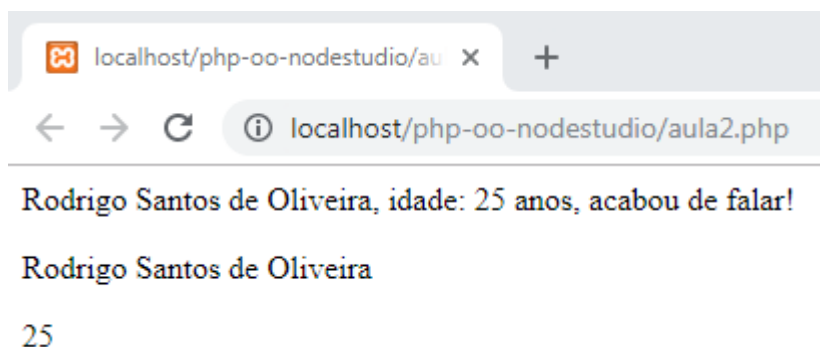 localhost/php-oo-nodestudio/au
localhost/php-oo-nodestudio/aula2.php
Rodrigo Santos de Oliveira, idade: 25 anos, acabou de falar!
Rodrigo Santos de Oliveira
25